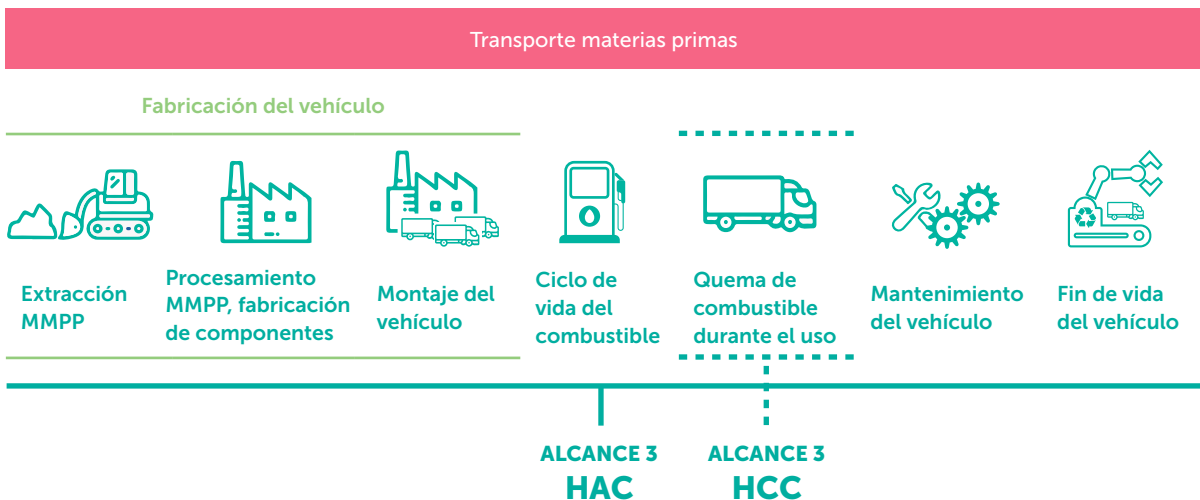 Transporte materias primas
Fabricación del vehículo
Extracción
MMPP
Procesamiento
MMPP, fabricación
de componentes
Montaje del
vehículo
Ciclo de
vida del
combustible
Quema de
combustible
durante el uso
Mantenimiento
del vehículo
Fin de vida
del vehículo
ALCANCE 3
HAC
ALCANCE 3
HCC